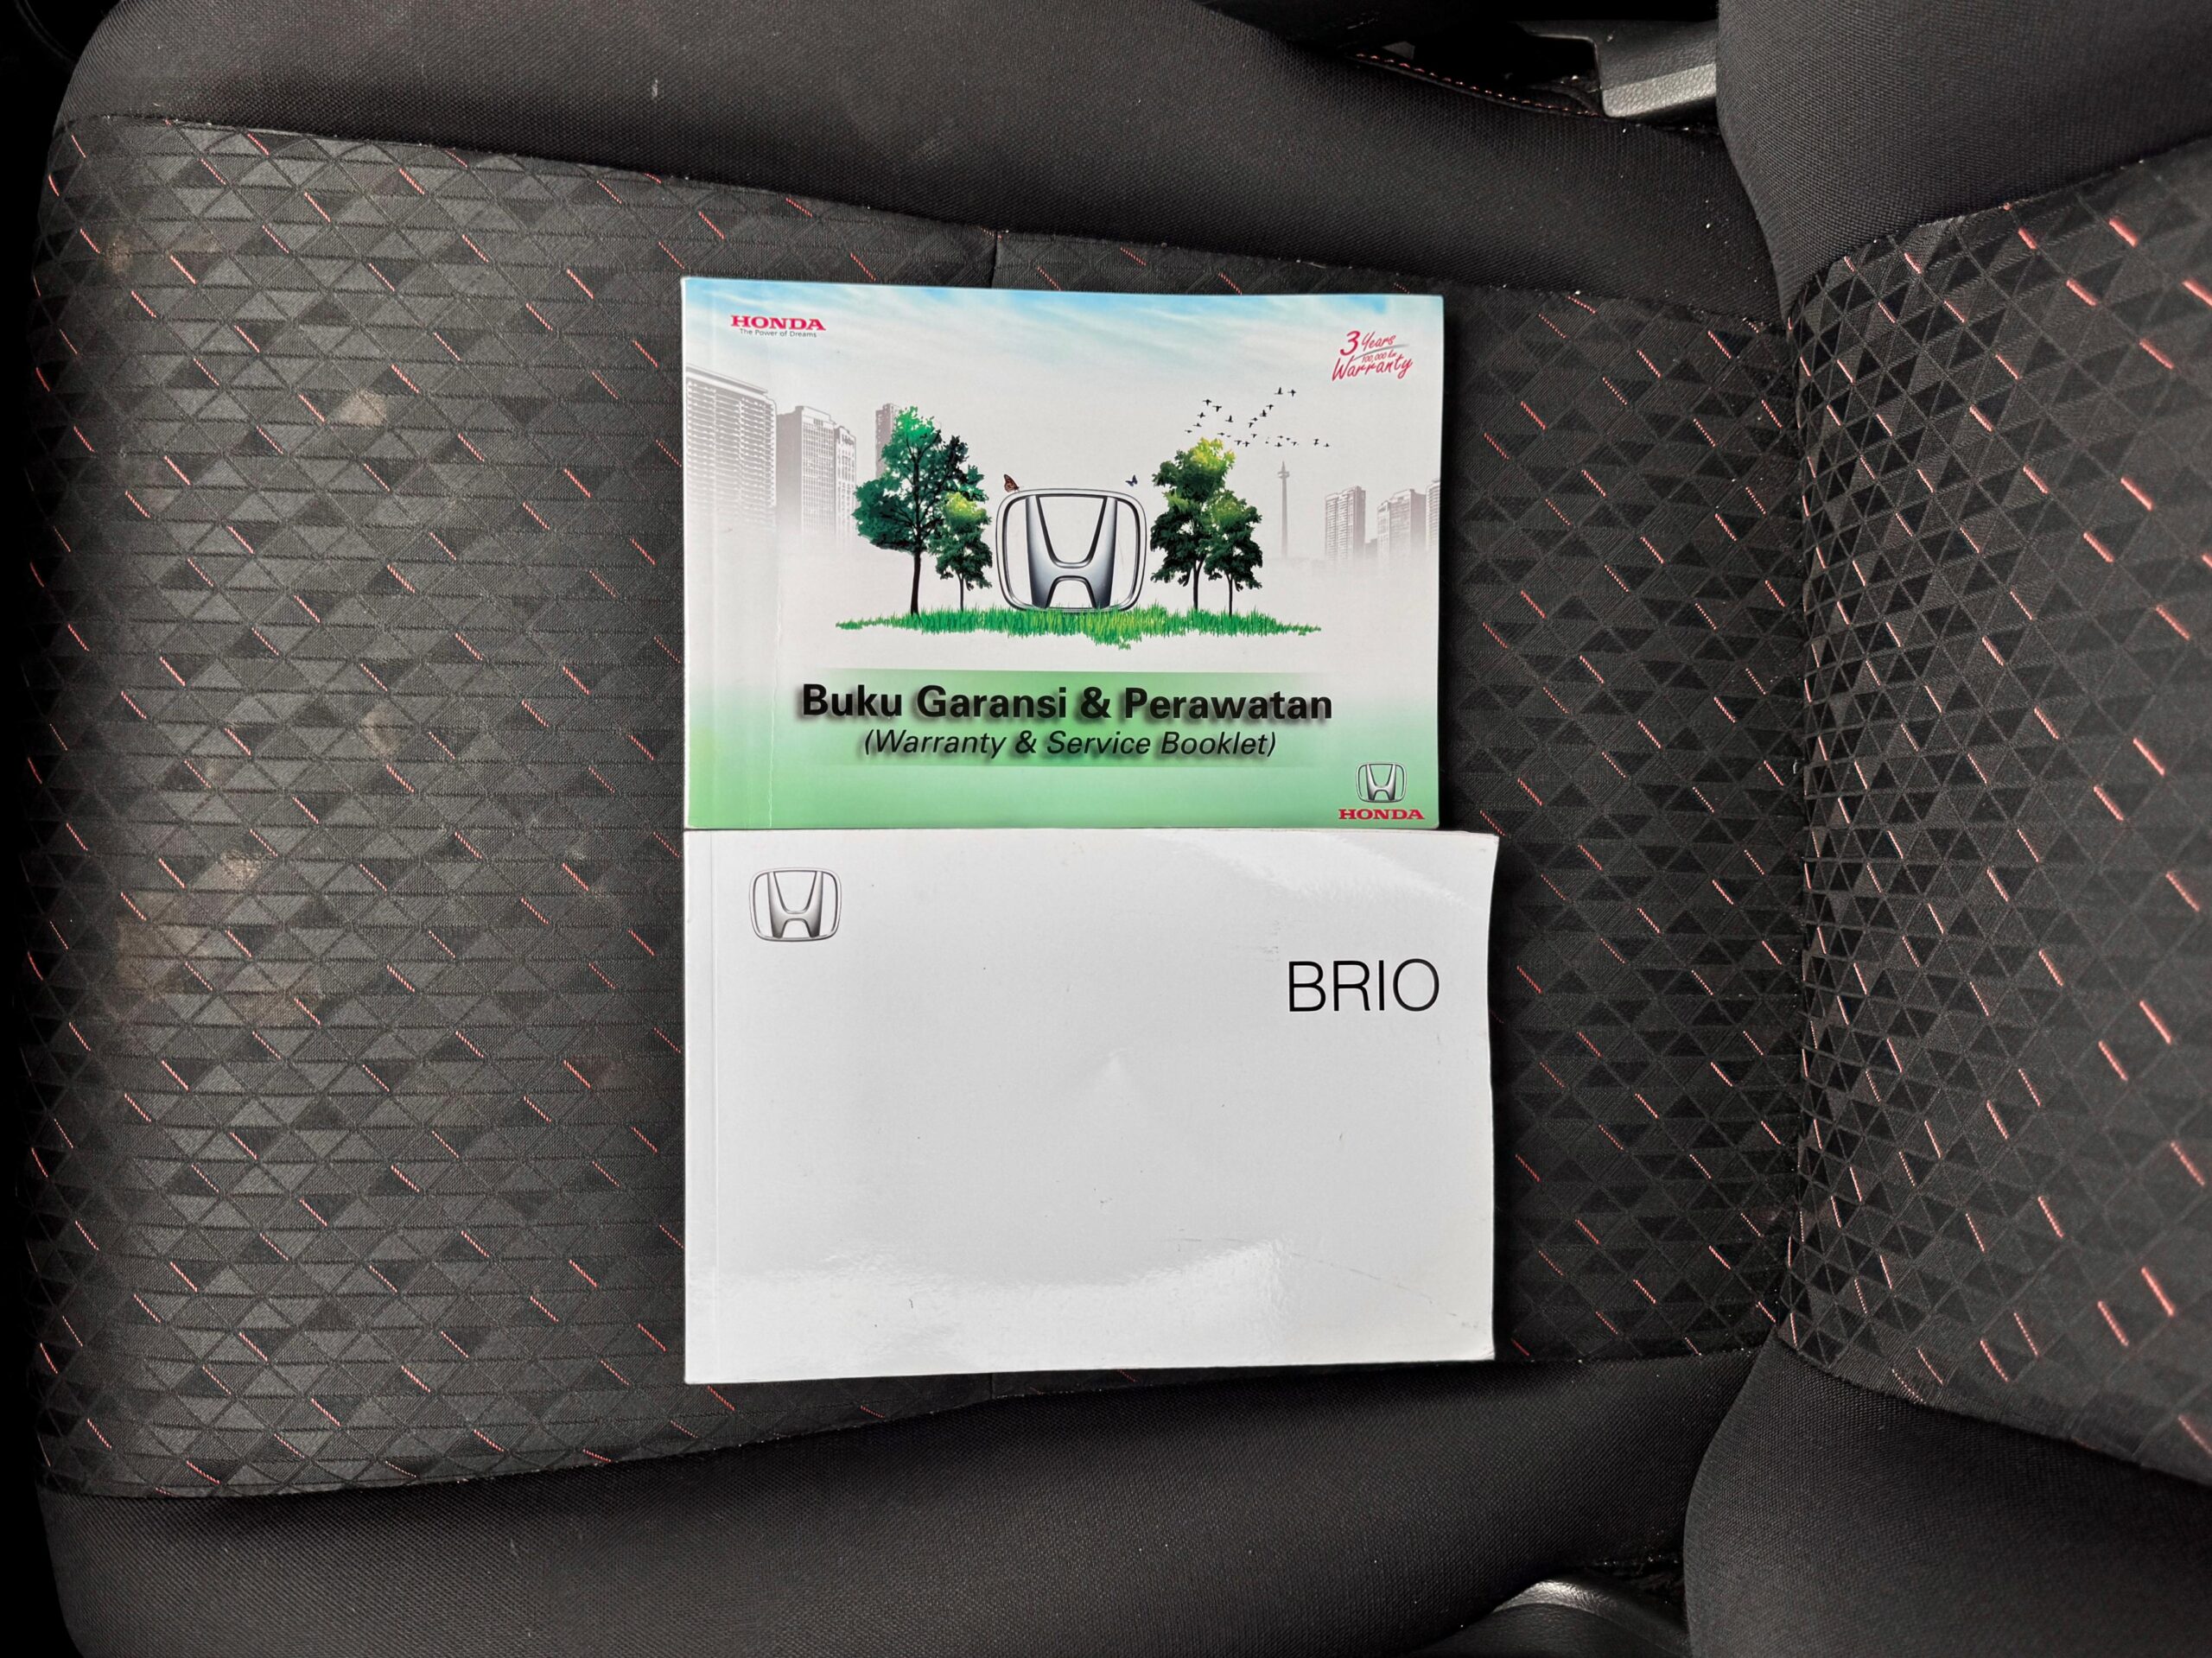 HONDA
The Power of Dreams
3 Years
100,000 km
Warranty
Buku Garansi & Perawatan
(Warranty & Service Booklet)
HONDA
BRIO